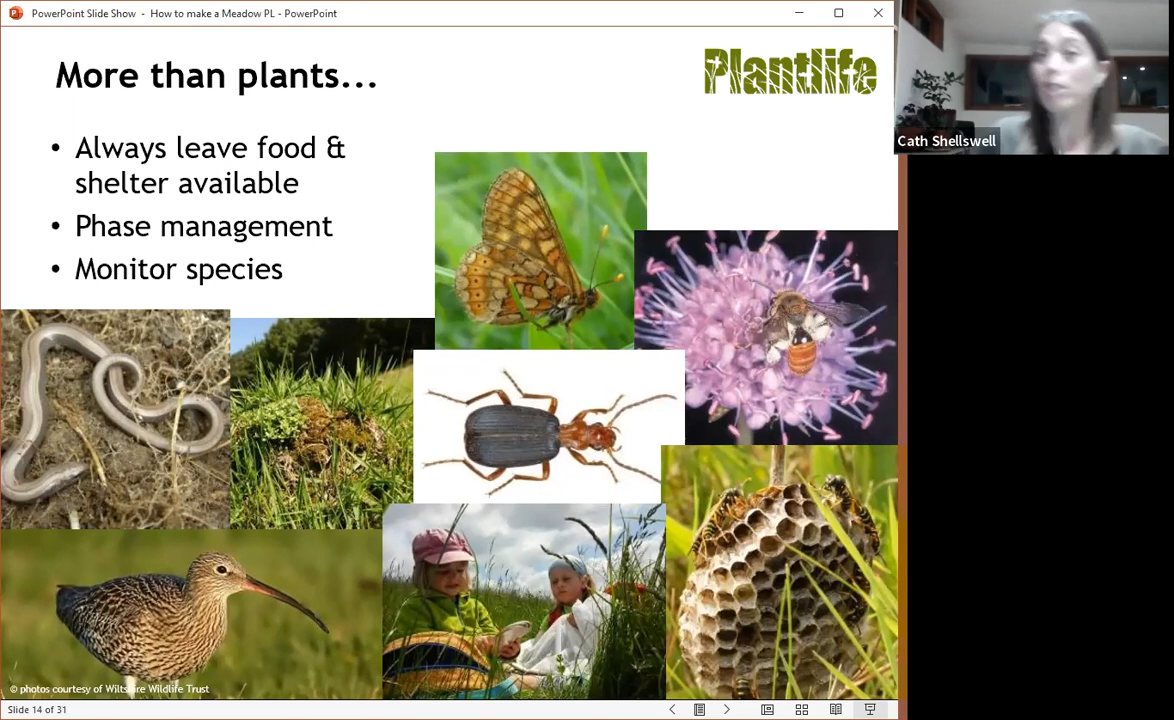 PowerPoint Slide Show - How to make a Meadow PL - PowerPoint
More than plants...
Plantlife
Cath Shellswell
• Always leave food &
shelter available
• Phase management
• Monitor species
© photos courtesy of Wiltshire Wildlife Trust
Slide 14 of 31